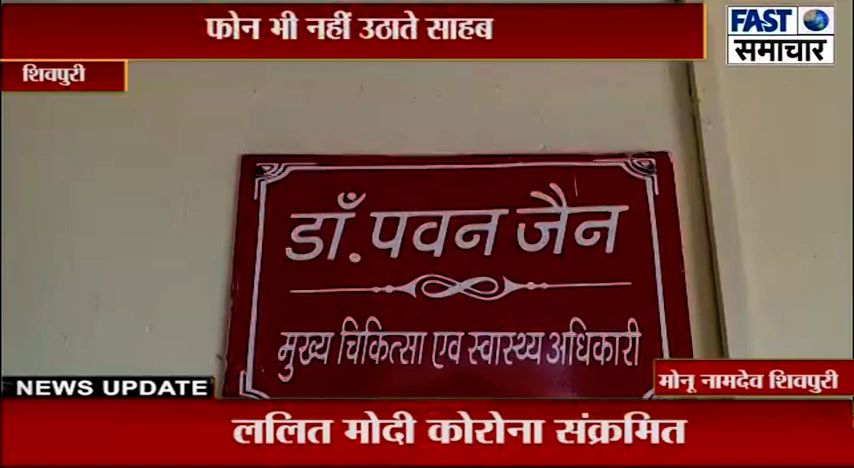 फोन भी नहीं उठाते साहब
FAST
समाचार
शिवपुरी
डॉ. पवन जैन
मुख्य चिकित्सा एव स्वास्थ्य अधिकारी
मोनू नामदेव शिवपुरी
NEWS UPDATE
ललित मोदी कोरोना संक्रमित